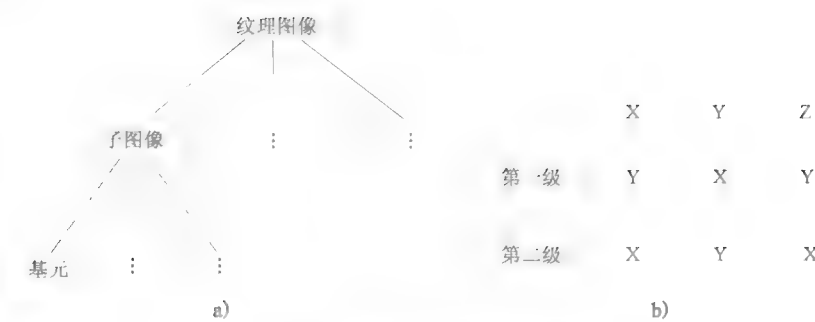 纹理图像
X Y Z
子图像 ⋮ ⋮
第一级 Y X Y
第二级 X Y X
基元 ⋮ ⋮
a) b)